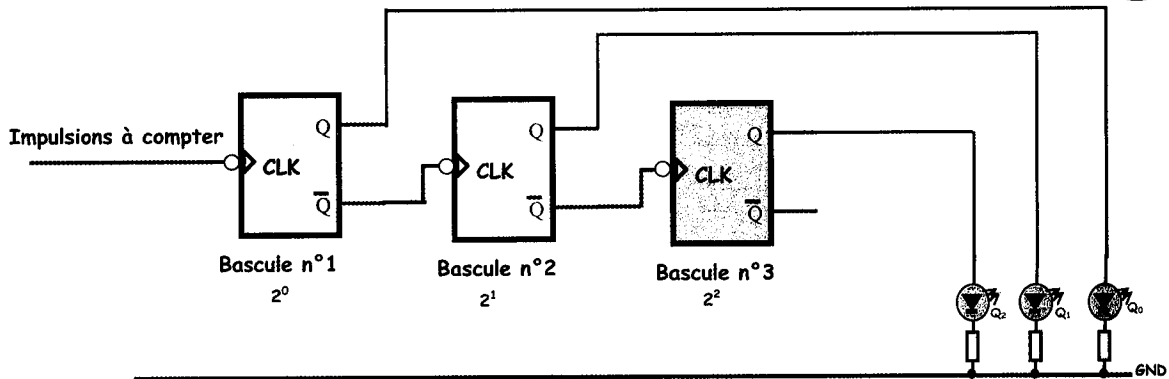 Impulsions à compter
CLK
Q
Q̅
Bascule n°1
2⁰
CLK
Q
Q̅
Bascule n°2
2¹
CLK
Q
Q̅
Bascule n°3
2²
Q₂
Q₁
Q₀
GND